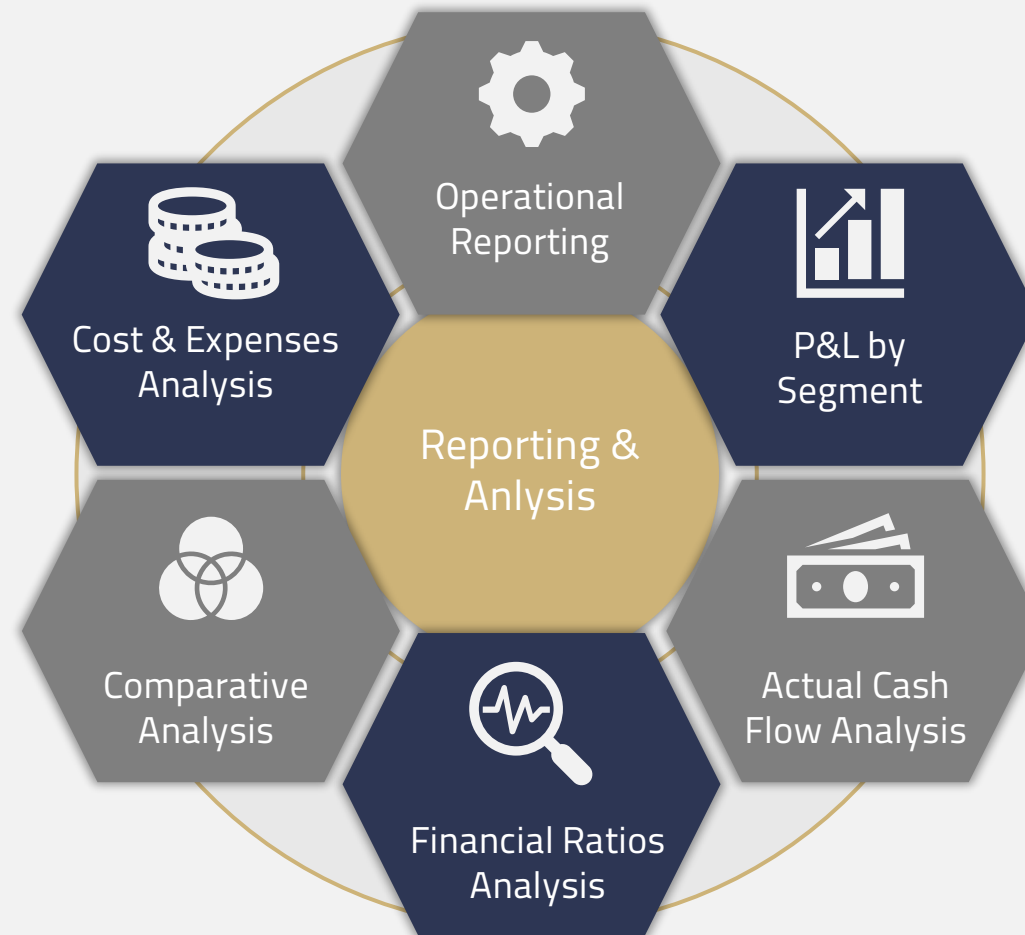 Operational
Reporting
Cost & Expenses
Analysis
P&L by
Segment
Reporting &
Anlysis
Comparative
Analysis
Actual Cash
Flow Analysis
Financial Ratios
Analysis